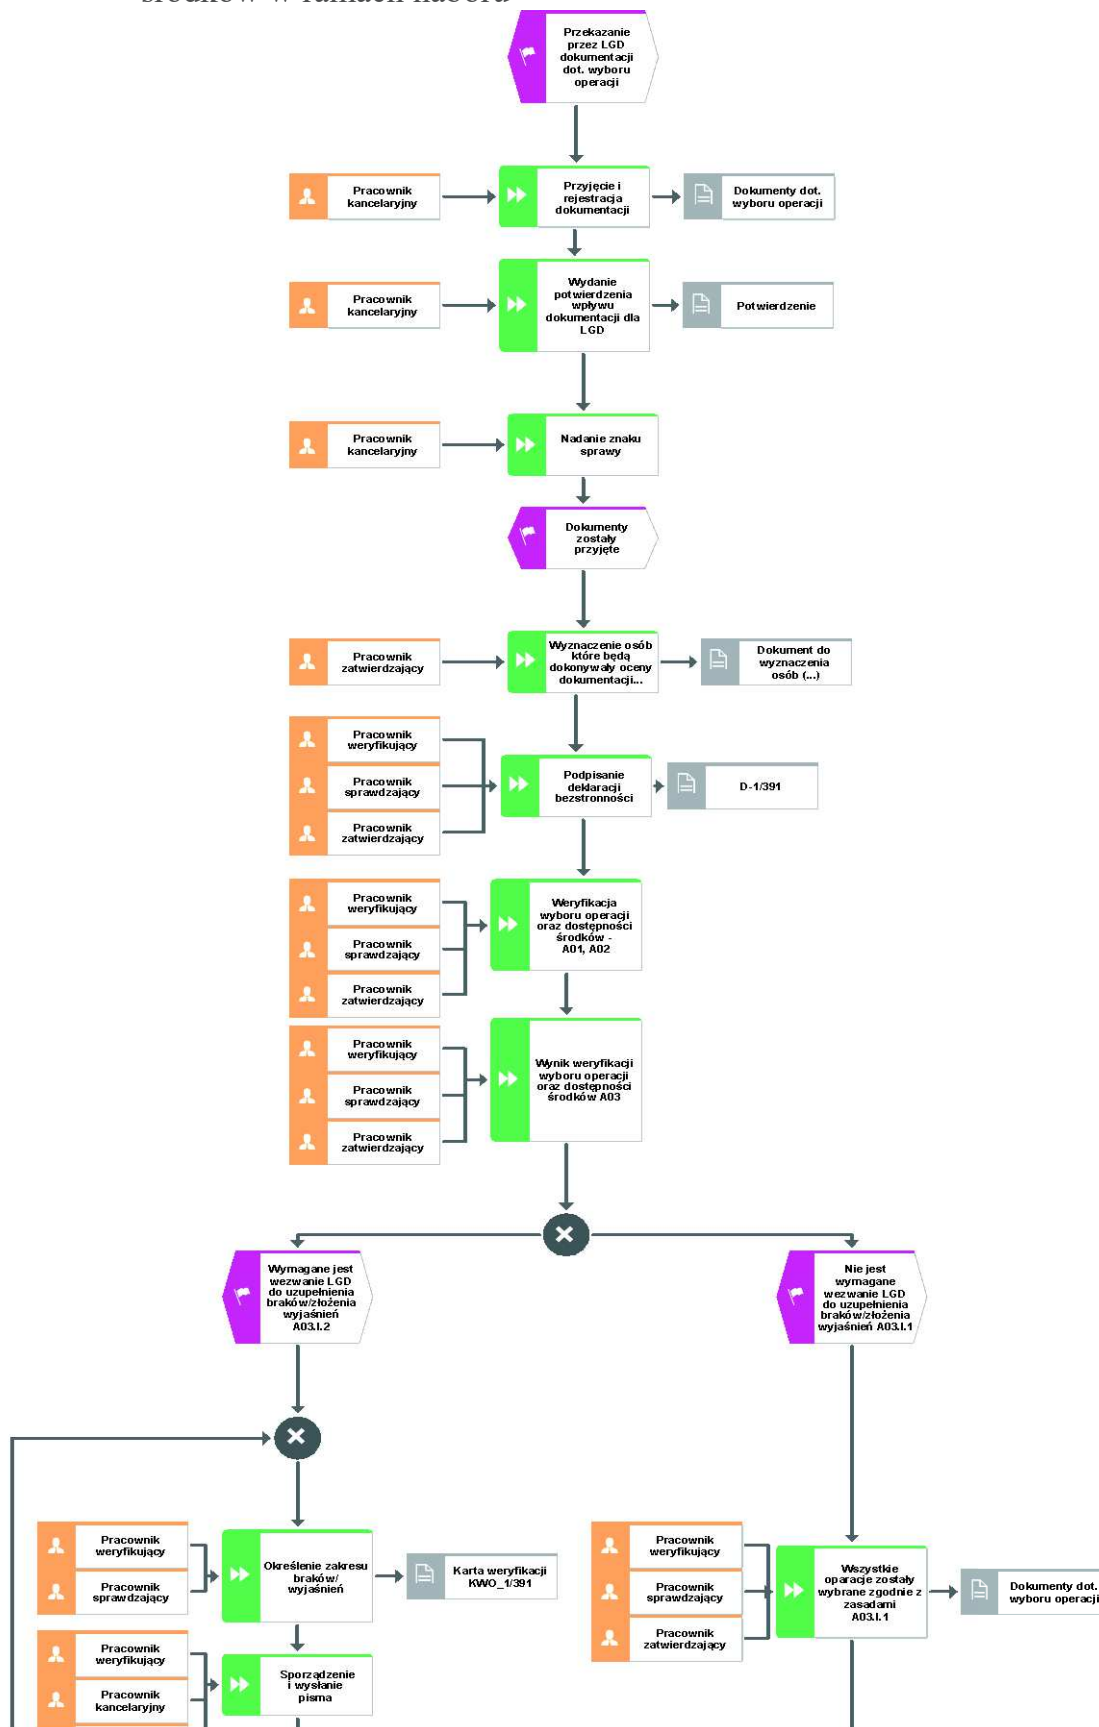 środków w ramach naboru
Przekazanie
przez LGD
dokumentacji
dot. wyboru
operacji
Pracownik
kancelaryjny
Przyjęcie i
rejestracja
dokumentacji
Dokumenty dot.
wyboru operacji
Pracownik
kancelaryjny
Wydanie
potwierdzenia
wpływu
dokumentacji dla
LGD
Potwierdzenie
Pracownik
kancelaryjny
Nadanie znaku
sprawy
Dokumenty
zostały
przyjęte
Pracownik
zatwierdzający
Wyznaczenie osób
które będą
dokonywały oceny
dokumentacji...
Dokument do
wyznaczenia
osób (...)
Pracownik
weryfikujący
Pracownik
sprawdzający
Pracownik
zatwierdzający
Podpisanie
deklaracji
bezstronności
D-1/391
Pracownik
weryfikujący
Pracownik
sprawdzający
Pracownik
zatwierdzający
Weryfikacja
wyboru operacji
oraz dostępności
środków -
A01, A02
Pracownik
weryfikujący
Pracownik
sprawdzający
Pracownik
zatwierdzający
Wynik weryfikacji
wyboru operacji
oraz dostępności
środków A03
Wymagane jest
wezwanie LGD
do uzupełnienia
braków/złożenia
wyjaśnień
A03.I.2
Nie jest
wymagane
wezwanie LGD
do uzupełnienia
braków/złożenia
wyjaśnień A03.I.1
Pracownik
weryfikujący
Pracownik
sprawdzający
Określenie zakresu
braków/
wyjaśnień
Karta weryfikacji
KWO_1/391
Pracownik
weryfikujący
Pracownik
sprawdzający
Pracownik
zatwierdzający
Wszystkie
oparacje zostały
wybrane zgodnie z
zasadami
A03.I.1
Dokumenty dot.
wyboru operacji
Pracownik
weryfikujący
Pracownik
kancelaryjny
Sporządzenie
i wysłanie
pisma